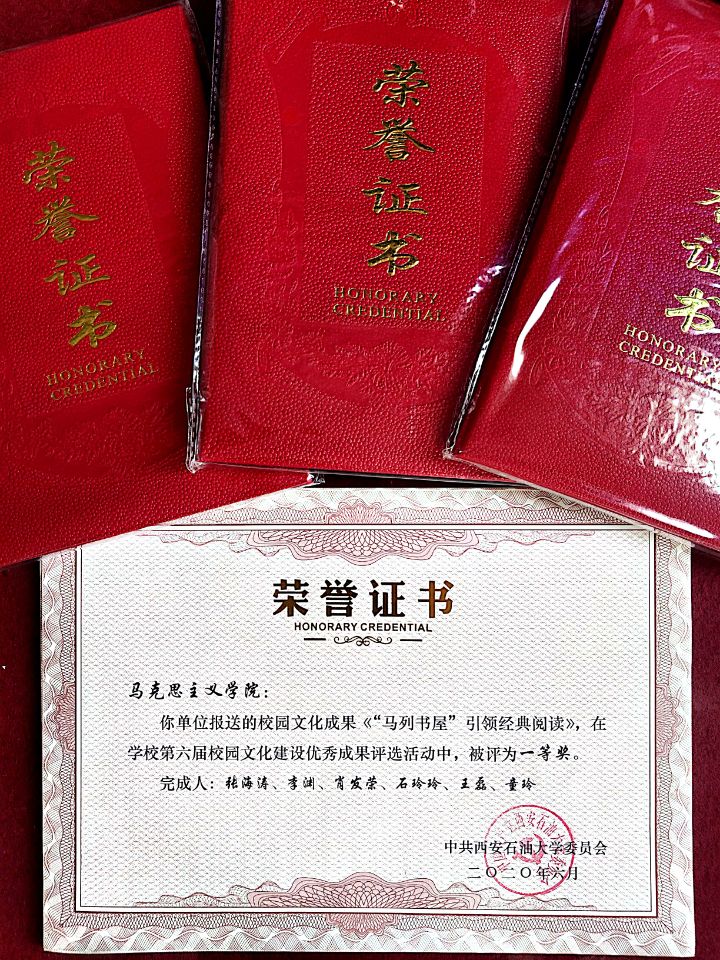 荣誉证书
HONORARY
CREDENTIAL
荣誉证书
HONORARY
CREDENTIAL
证书
HONORARY
CREDENTIAL
荣誉证书
HONORARY CREDENTIAL
马克思主义学院：
你单位报送的校园文化成果《“马列书屋”引领经典阅读》，在
学校第六届校园文化建设优秀成果评选活动中，被评为一等奖。
完成人：张海涛、李渊、肖发荣、石玲玲、王磊、童玲
中共西安石油大学委员会
二〇二〇年六月